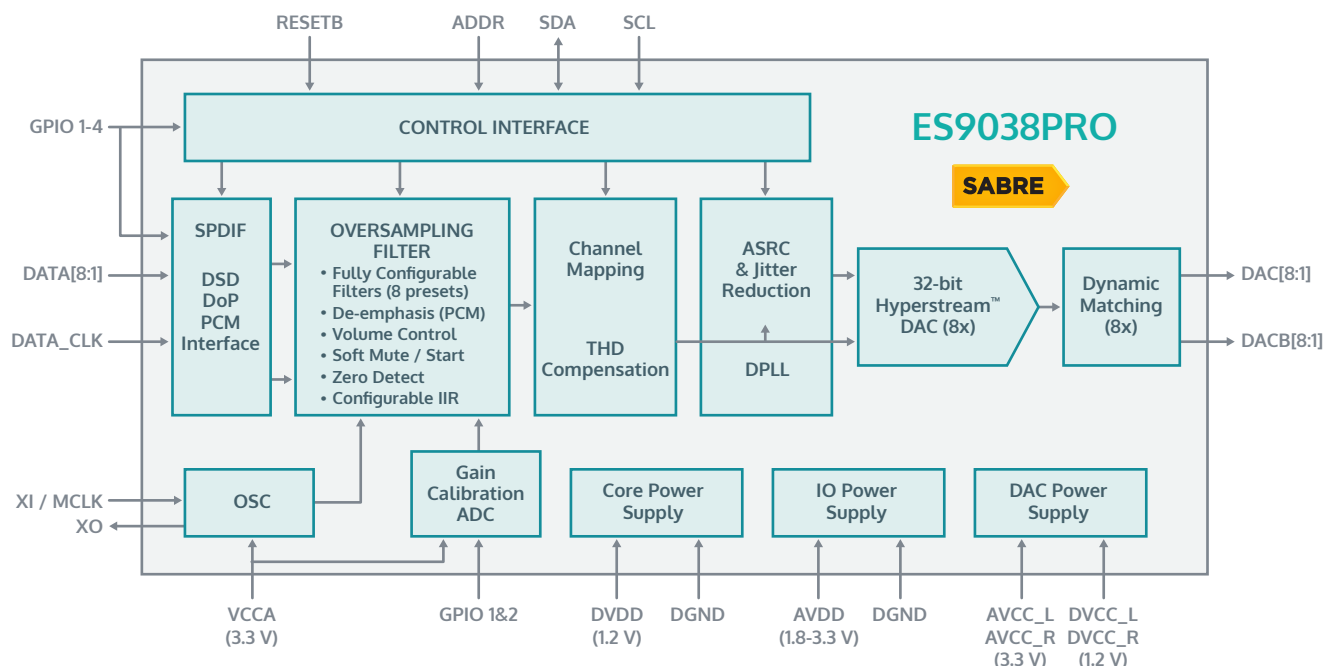 RESETB
ADDR
SDA
SCL
GPIO 1-4
CONTROL INTERFACE
ES9038PRO
SABRE
SPDIF
DSD
DoP
PCM
Interface
OVERSAMPLING
FILTER
• Fully Configurable
Filters (8 presets)
• De-emphasis (PCM)
• Volume Control
• Soft Mute / Start
• Zero Detect
• Configurable IIR
Channel
Mapping
THD
Compensation
ASRC
& Jitter
Reduction
DPLL
32-bit
Hyperstream™
DAC (8x)
Dynamic
Matching
(8x)
DATA[8:1]
DATA_CLK
DAC[8:1]
DACB[8:1]
XI / MCLK
XO
OSC
Gain
Calibration
ADC
Core Power
Supply
IO Power
Supply
DAC Power
Supply
VCCA
(3.3 V)
GPIO 1&2
DVDD
(1.2 V)
DGND
AVDD
(1.8-3.3 V)
DGND
AVCC_L
AVCC_R
(3.3 V)
DVCC_L
DVCC_R
(1.2 V)